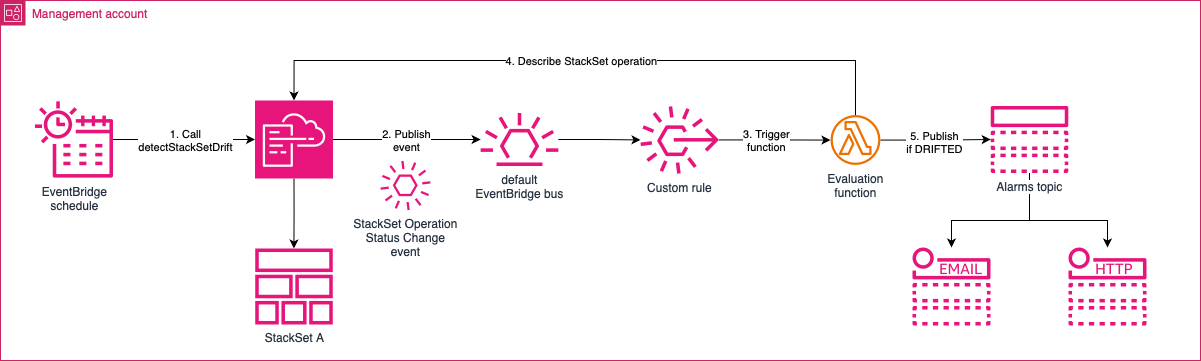 Management account
4. Describe StackSet operation
1. Call
detectStackSetDrift
2. Publish
event
3. Trigger
function
5. Publish
if DRIFTED
EventBridge
schedule
StackSet Operation
Status Change
event
default
EventBridge bus
Custom rule
Evaluation
function
Alarms topic
EMAIL
HTTP
StackSet A